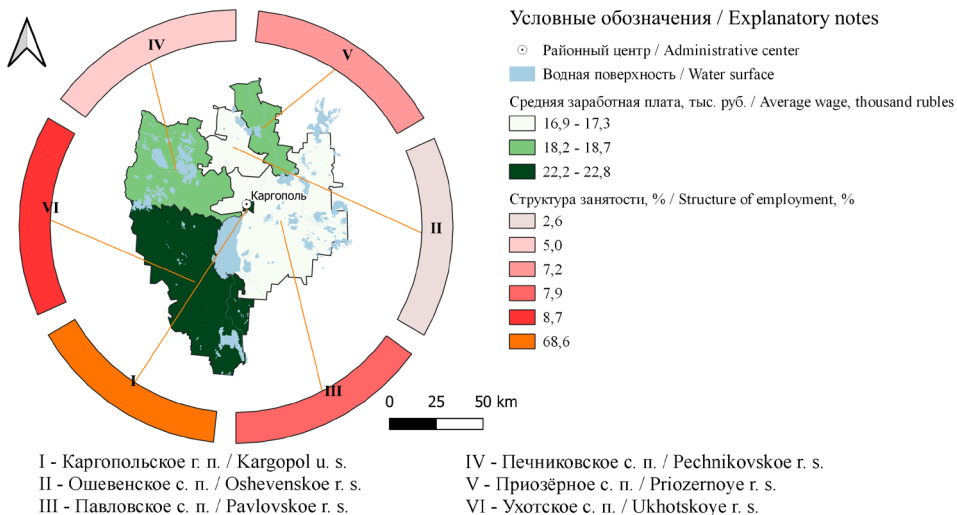 Условные обозначения / Explanatory notes
Районный центр / Administrative center
Водная поверхность / Water surface
Средняя заработная плата, тыс. руб. / Average wage, thousand rubles
16,9 - 17,3
18,2 - 18,7
22,2 - 22,8
Структура занятости, % / Structure of employment, %
2,6
5,0
7,2
7,9
8,7
68,6
IV
V
VI
II
I
III
Каргополь
0 25 50 km
I - Каргопольское г. п. / Kargopol u. s.
II - Ошевенское с. п. / Oshevenskoe r. s.
III - Павловское с. п. / Pavlovskoe r. s.
IV - Печниковское с. п. / Pechnikovskoe r. s.
V - Приозёрное с. п. / Priozernoye r. s.
VI - Ухотское с. п. / Ukhotskoye r. s.